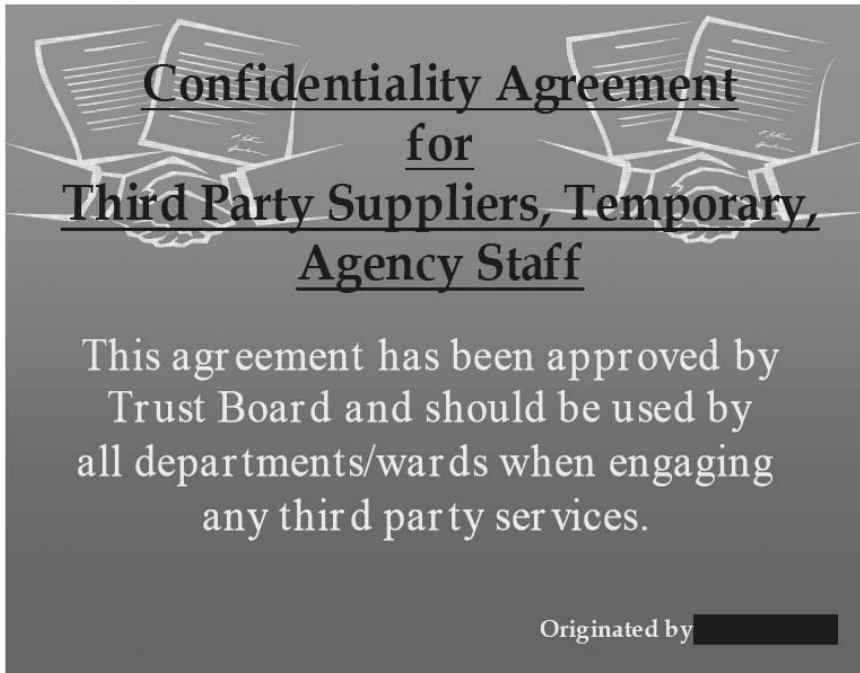 Confidentiality Agreement
for
Third Party Suppliers, Temporary,
Agency Staff
This agreement has been approved by
Trust Board and should be used by
all departments/wards when engaging
any third party services.
Originated by